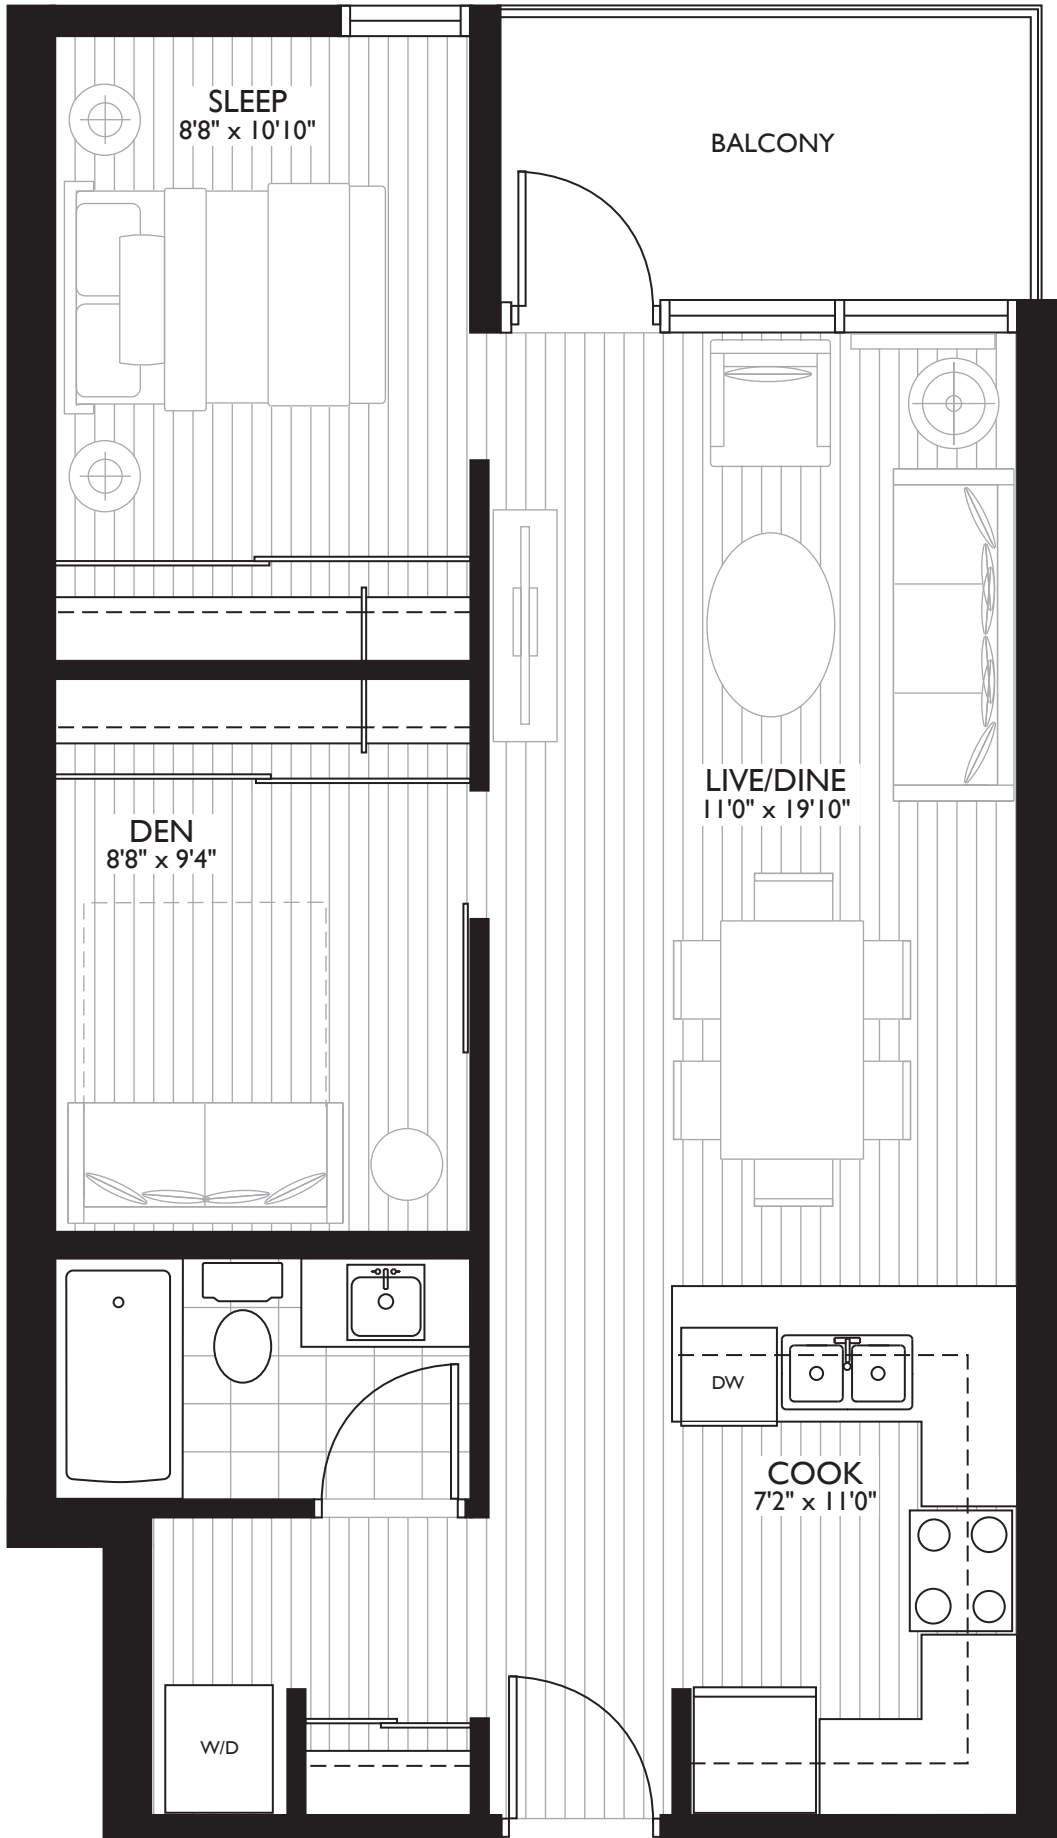 SLEEP
8'8" x 10'10"
BALCONY
LIVE/DINE
11'0" x 19'10"
DEN
8'8" x 9'4"
DW
COOK
7'2" x 11'0"
W/D